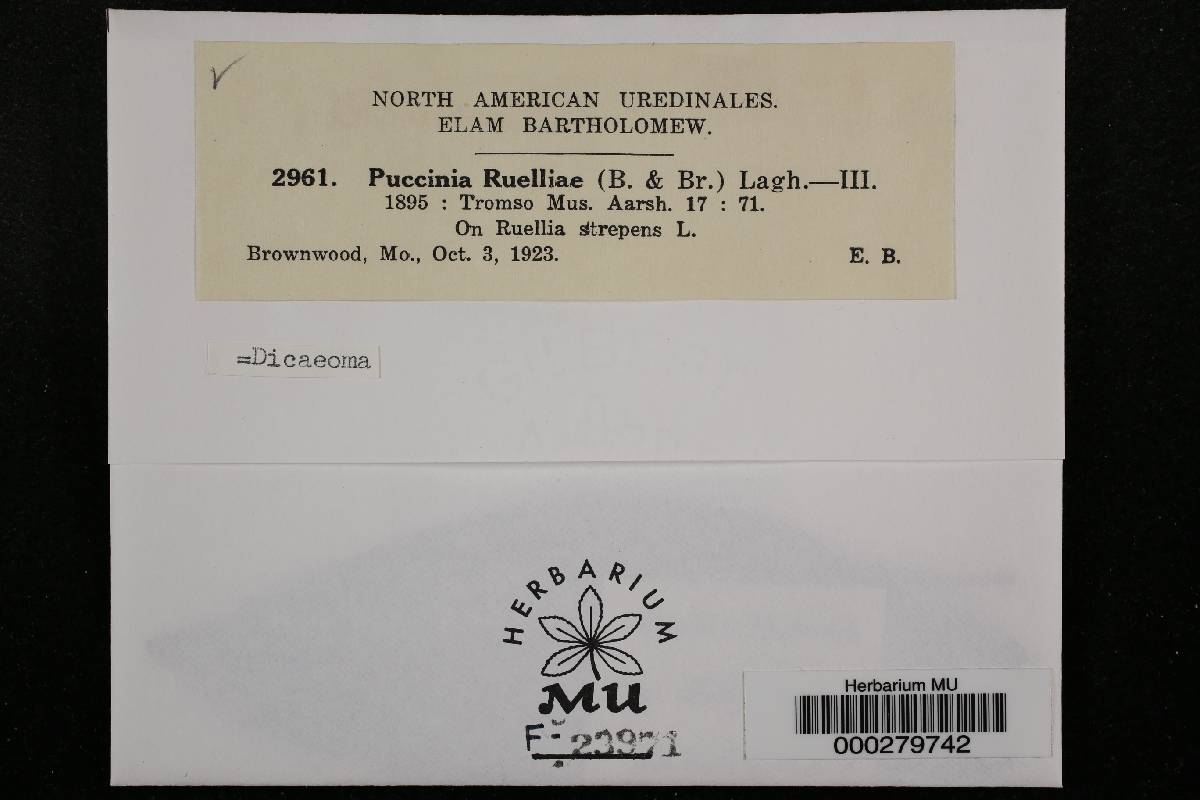 NORTH AMERICAN UREDINALES.
ELAM BARTHOLOMEW.
2961. Puccinia Ruelliae (B. & Br.) Lagh.—III.
1895 : Tromso Mus. Aarsh. 17 : 71.
On Ruellia strepens L.
Brownwood, Mo., Oct. 3, 1923. E. B.
=Dicaeoma
HERBARIUM
MU
F- 23971
Herbarium MU
000279742